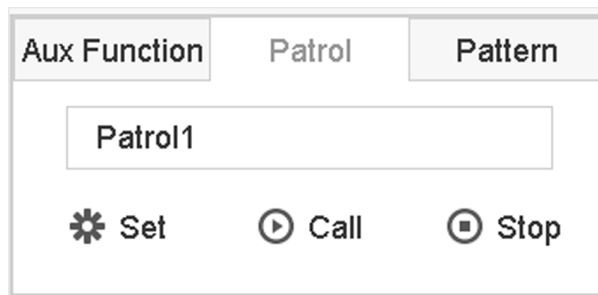 Aux Function Patrol Pattern
Patrol1
Set Call Stop